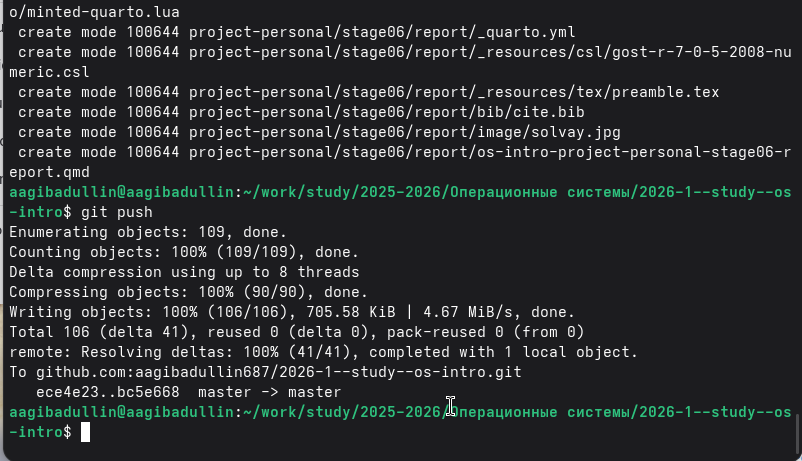 o/minted-quarto.lua
 create mode 100644 project-personal/stage06/report/_quarto.yml
 create mode 100644 project-personal/stage06/report/_resources/csl/gost-r-7-0-5-2008-nu
meric.csl
 create mode 100644 project-personal/stage06/report/_resources/tex/preamble.tex
 create mode 100644 project-personal/stage06/report/bib/cite.bib
 create mode 100644 project-personal/stage06/report/image/solvay.jpg
 create mode 100644 project-personal/stage06/report/os-intro-project-personal-stage06-r
eport.qmd
aagibadullin@aagibadullin:~/work/study/2025-2026/Операционные системы/2026-1--study--os
-intro$ git push
Enumerating objects: 109, done.
Counting objects: 100% (109/109), done.
Delta compression using up to 8 threads
Compressing objects: 100% (90/90), done.
Writing objects: 100% (106/106), 705.58 KiB | 4.67 MiB/s, done.
Total 106 (delta 41), reused 0 (delta 0), pack-reused 0 (from 0)
remote: Resolving deltas: 100% (41/41), completed with 1 local object.
To github.com:aagibadullin687/2026-1--study--os-intro.git
   ece4e23..bc5e668  master -> master
aagibadullin@aagibadullin:~/work/study/2025-2026/Операционные системы/2026-1--study--os
-intro$